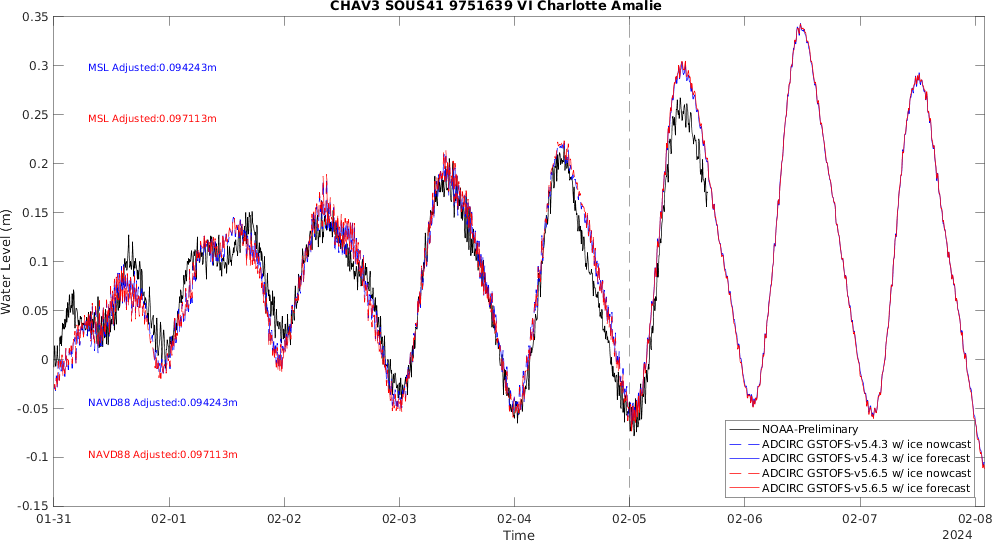 CHAV3 SOUS41 9751639 VI Charlotte Amalie
0.35
0.3
0.25
0.2
0.15
0.1
0.05
0
-0.05
-0.1
-0.15
Water Level (m)
MSL Adjusted:0.094243m
MSL Adjusted:0.097113m
NAVD88 Adjusted:0.094243m
NAVD88 Adjusted:0.097113m
NOAA-Preliminary
ADCIRC GSTOFS-v5.4.3 w/ ice nowcast
ADCIRC GSTOFS-v5.4.3 w/ ice forecast
ADCIRC GSTOFS-v5.6.5 w/ ice nowcast
ADCIRC GSTOFS-v5.6.5 w/ ice forecast
01-31 02-01 02-02 02-03 02-04 02-05 02-06 02-07 02-08
Time
2024